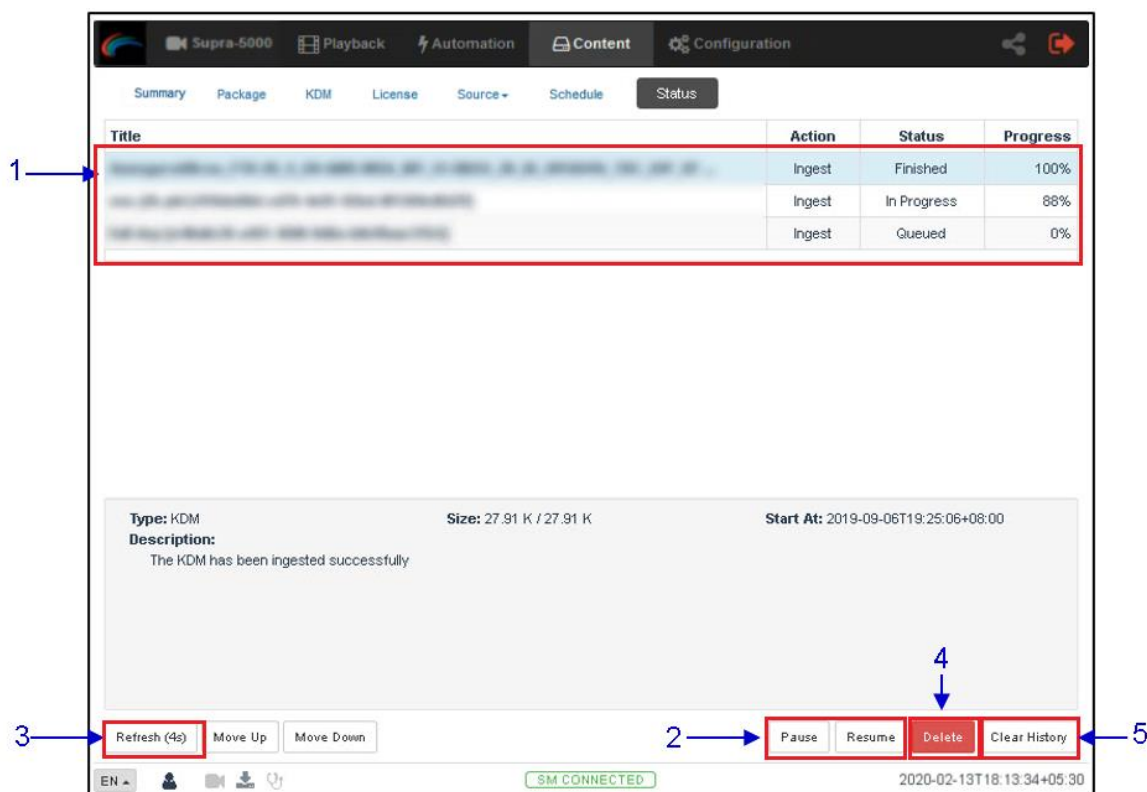 Supra-5000 Playback Automation Content Configuration
Summary Package KDM License Source Schedule Status
Title Action Status Progress
1
Ingest Finished 100%
Ingest In Progress 88%
Ingest Queued 0%
Type: KDM Size: 27.91 K / 27.91 K Start At: 2019-09-06T19:25:06+08:00
Description:
The KDM has been ingested successfully
4
3 Refresh (4s) Move Up Move Down 2 Pause Resume Delete Clear History 5
EN SM CONNECTED 2020-02-13T18:13:34+05:30